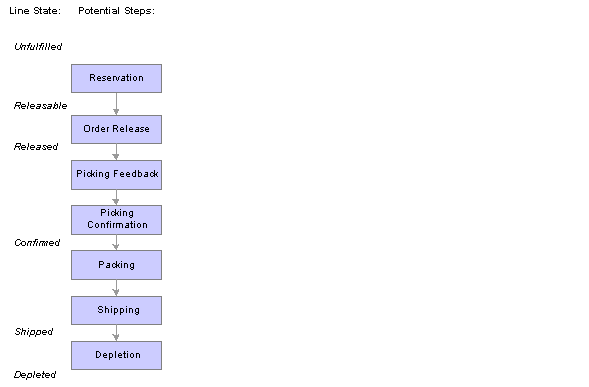 Line State: Potential Steps:
Unfulfilled
Reservation
Releasable
Order Release
Released
Picking Feedback
Picking
Confirmation
Confirmed
Packing
Shipping
Shipped
Depletion
Depleted